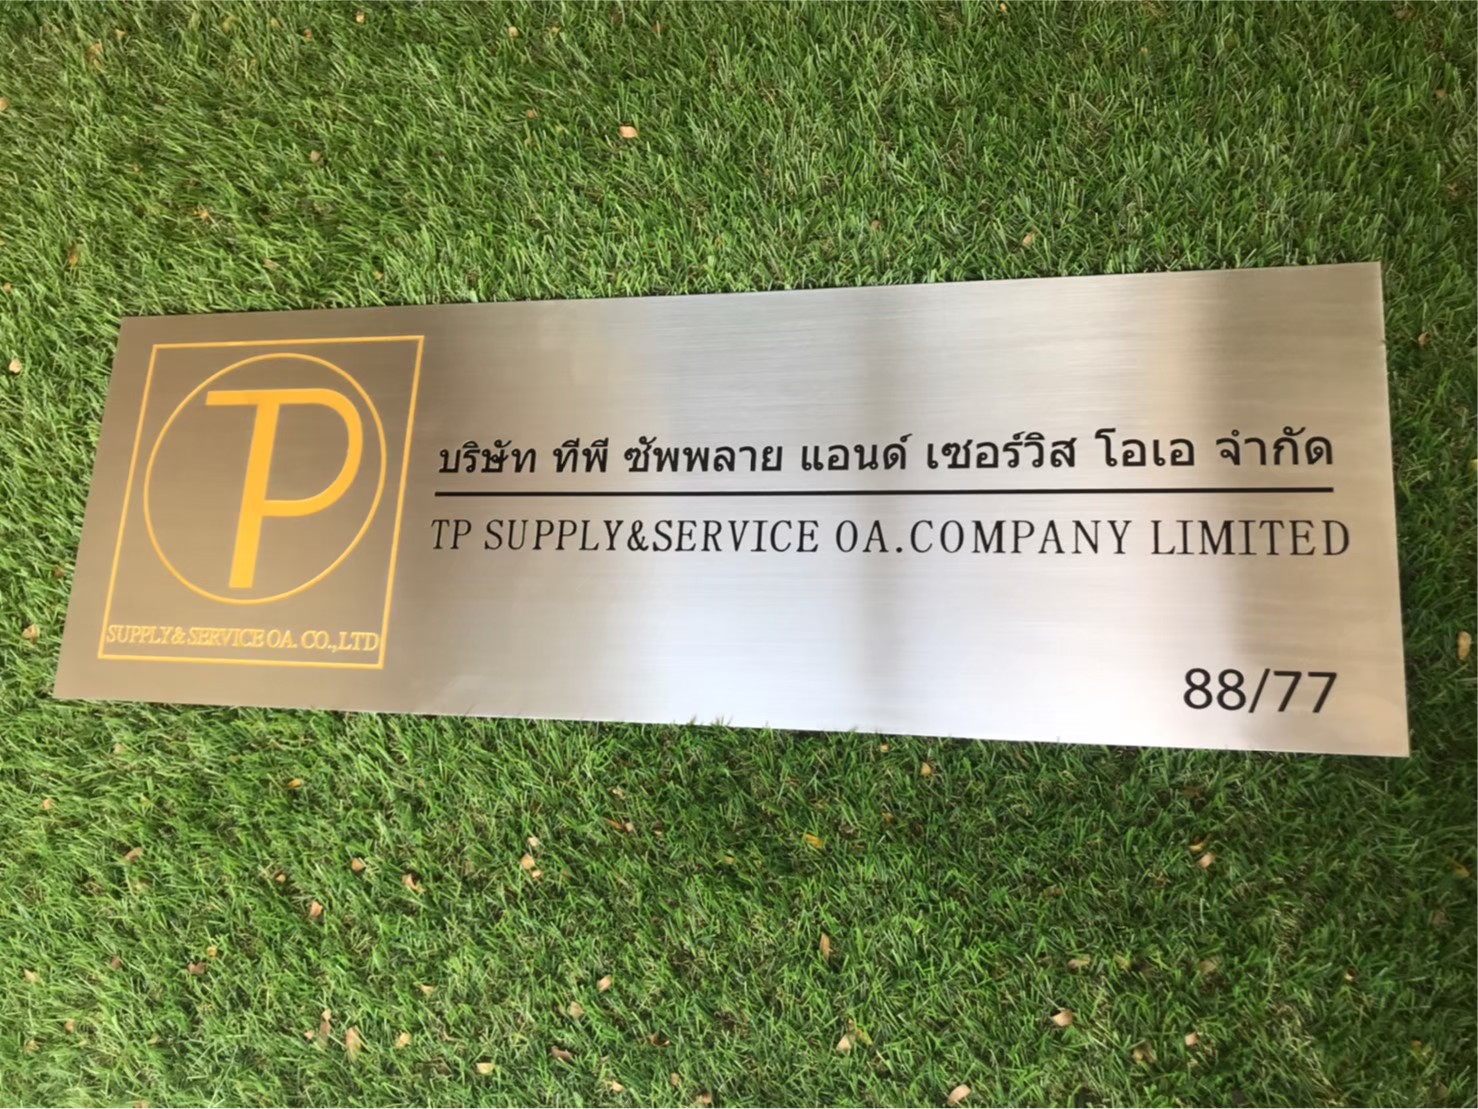 TP
SUPPLY&SERVICE OA. CO.,LTD
บริษัท ทีพี ซัพพลาย แอนด์ เซอร์วิส โอเอ จำกัด
TP SUPPLY&SERVICE OA.COMPANY LIMITED
88/77